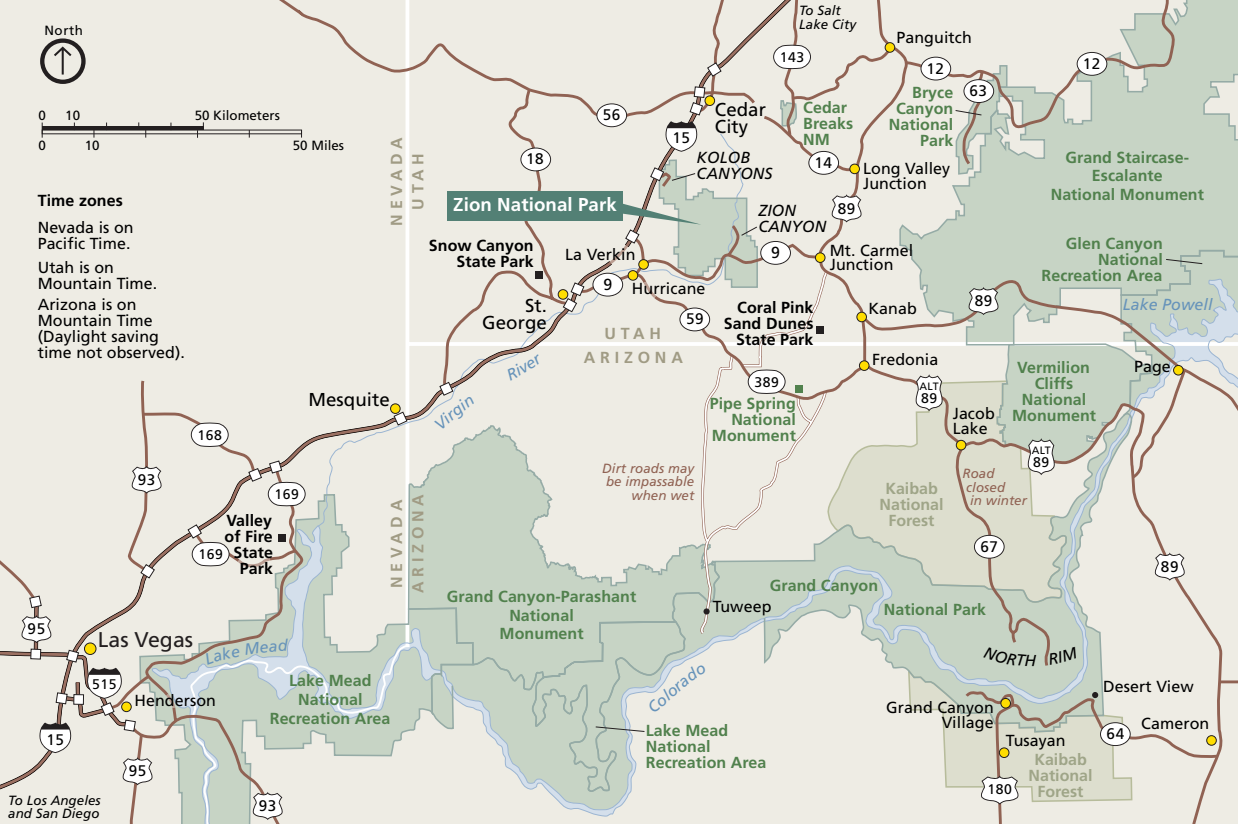 North
0 10 50 Kilometers
0 10 50 Miles
Time zones
Nevada is on
Pacific Time.
Utah is on
Mountain Time.
Arizona is on
Mountain Time
(Daylight saving
time not observed).
To Salt
Lake City
143
Panguitch
12
12
63
Bryce
Canyon
National
Park
Cedar
Breaks
NM
56
Cedar
City
15
NEVADA
UTAH
18
KOLOB
CANYONS
14
Long Valley
Junction
89
Grand Staircase-
Escalante
National Monument
Zion National Park
ZION
CANYON
Snow Canyon
State Park
La Verkin
9
Mt. Carmel
Junction
Glen Canyon
National
Recreation Area
9
Hurricane
St.
George
59
Coral Pink
Sand Dunes
State Park
Kanab
89
Lake Powell
UTAH
ARIZONA
Virgin
River
Fredonia
Page
389
ALT
89
Vermilion
Cliffs
National
Monument
Pipe Spring
National
Monument
Mesquite
Jacob
Lake
168
ALT
89
93
169
Dirt roads may
be impassable
when wet
Road
closed
in winter
Kaibab
National
Forest
NEVADA
ARIZONA
Valley
of Fire
State
Park
169
67
89
Grand Canyon-Parashant
National
Monument
Tuweep
Grand Canyon
National Park
95
Las Vegas
Lake Mead
NORTH RIM
515
Lake Mead
National
Recreation Area
Henderson
Colorado
Desert View
Grand Canyon
Village
15
Lake Mead
National
Recreation Area
64
Cameron
Tusayan
95
Kaibab
National
Forest
180
93
To Los Angeles
and San Diego